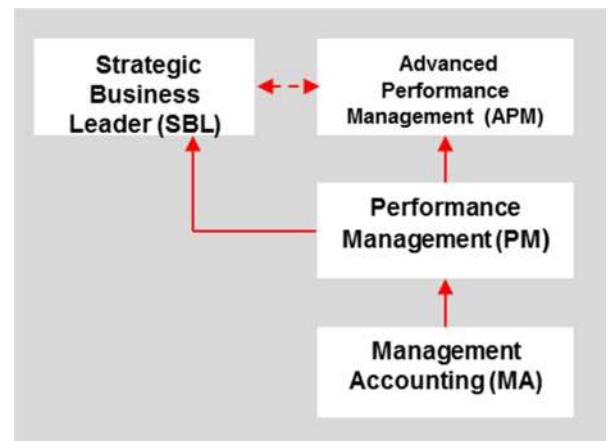 Strategic
Business
Leader (SBL)
Advanced
Performance
Management (APM)
Performance
Management (PM)
Management
Accounting (MA)